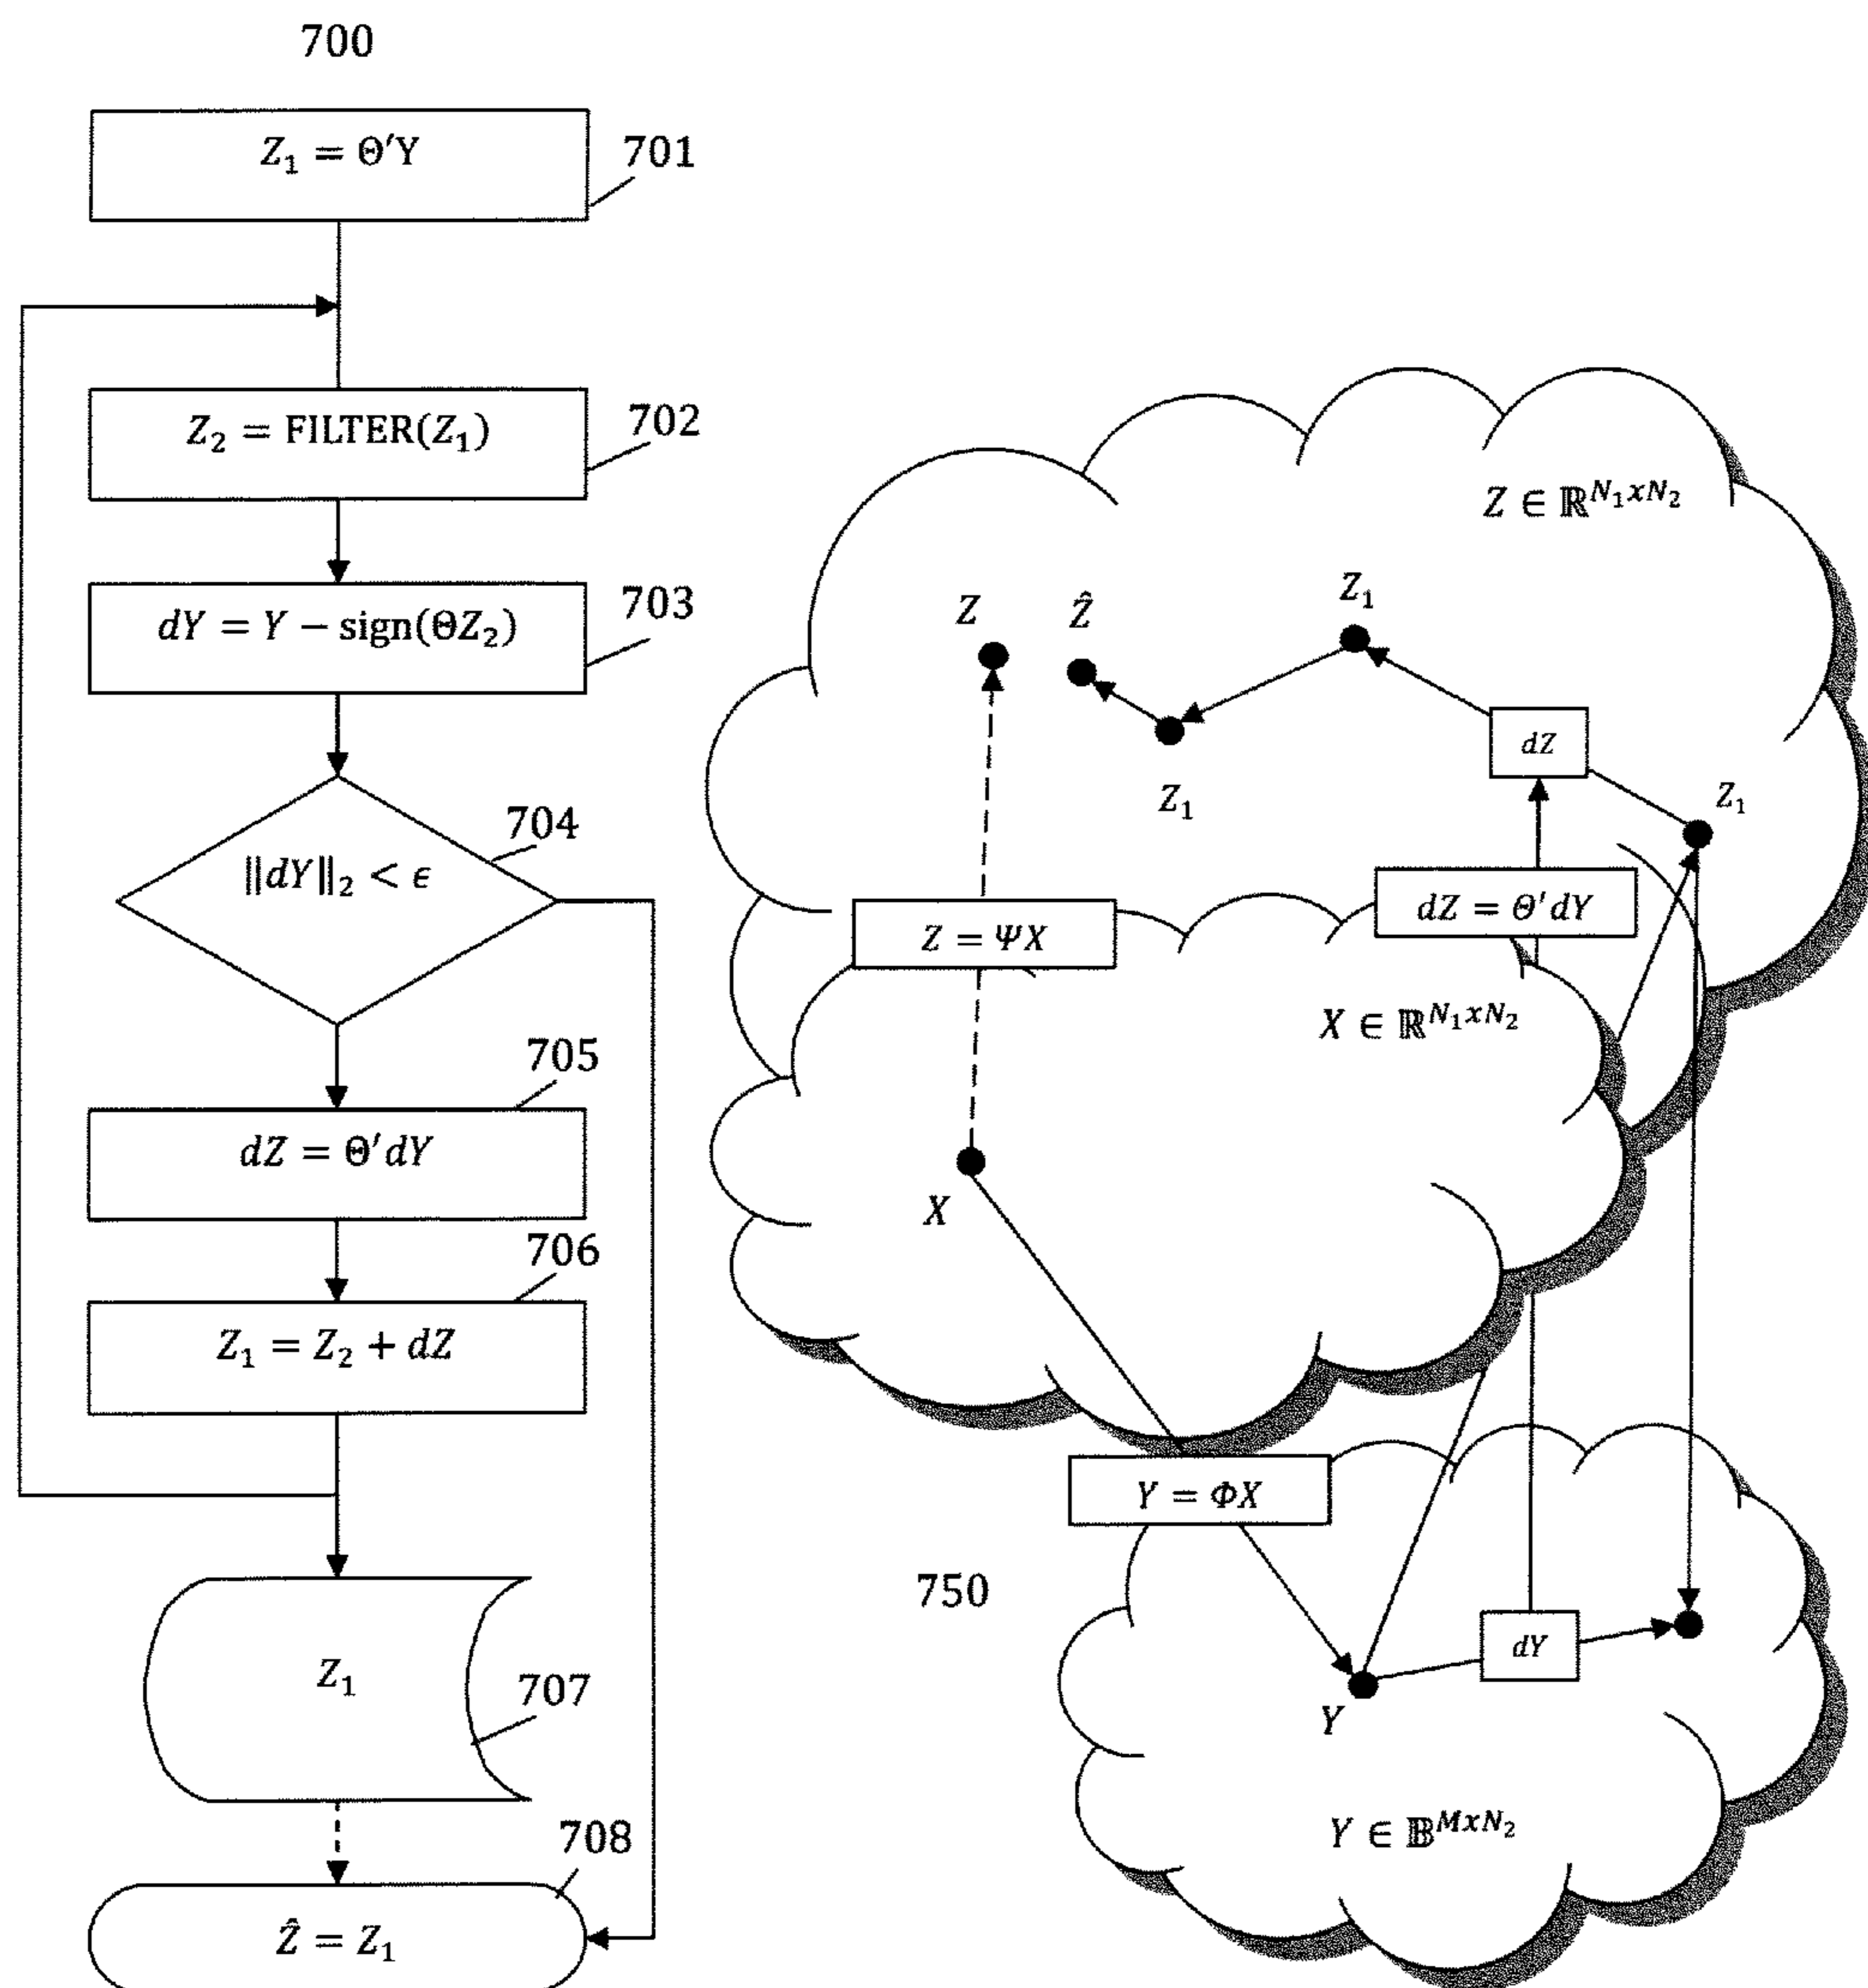 700
Z₁ = Θ′Y
701
Z₂ = FILTER(Z₁)
702
dY = Y − sign(ΘZ₂)
703
‖dY‖₂ < ϵ
704
dZ = Θ′dY
705
Z₁ = Z₂ + dZ
706
Z₁
707
Ẑ = Z₁
708
Z ∈ ℝ^{N₁xN₂}
Z
Ẑ
Z₁
Z₁
dZ
Z₁
dZ = Θ′dY
Z = ΨX
X ∈ ℝ^{N₁xN₂}
X
Y = ΦX
750
dY
Y
Y ∈ 𝔹^{MxN₂}